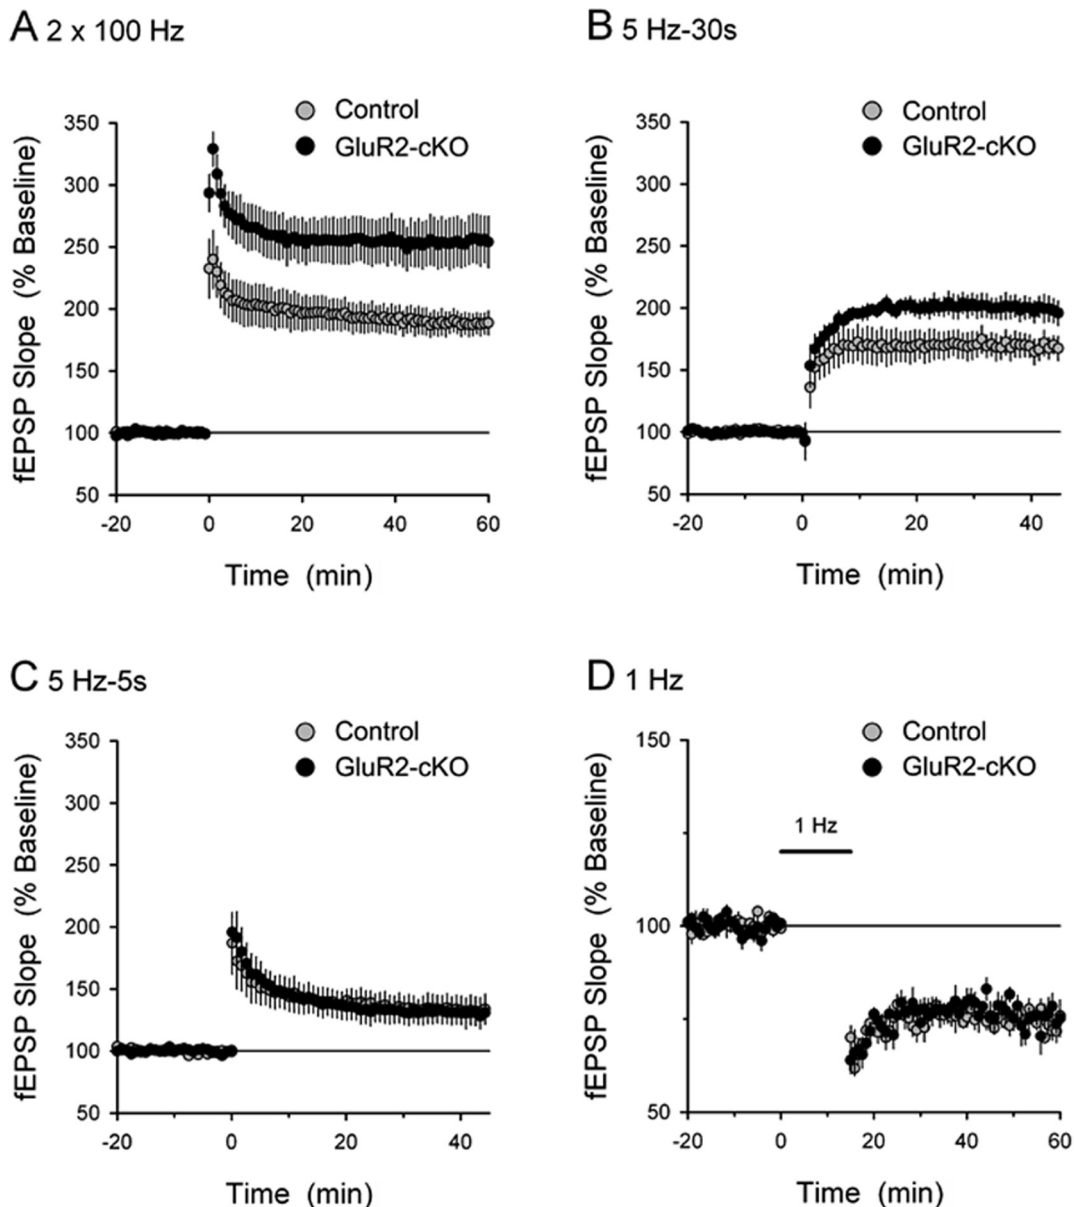 A 2 x 100 Hz
Control
GluR2-cKO
fEPSP Slope (% Baseline)
350
300
250
200
150
100
50
-20 0 20 40 60
Time (min)
B 5 Hz-30s
Control
GluR2-cKO
fEPSP Slope (% Baseline)
350
300
250
200
150
100
50
-20 0 20 40
Time (min)
C 5 Hz-5s
Control
GluR2-cKO
fEPSP Slope (% Baseline)
350
300
250
200
150
100
50
-20 0 20 40
Time (min)
D 1 Hz
Control
GluR2-cKO
1 Hz
fEPSP Slope (% Baseline)
150
100
50
-20 0 20 40 60
Time (min)